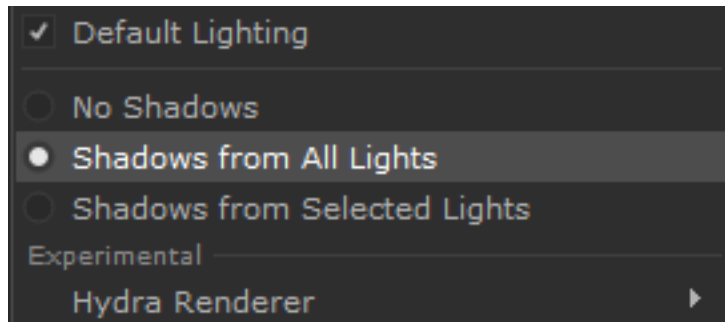 Default Lighting
No Shadows
Shadows from All Lights
Shadows from Selected Lights
Experimental
Hydra Renderer